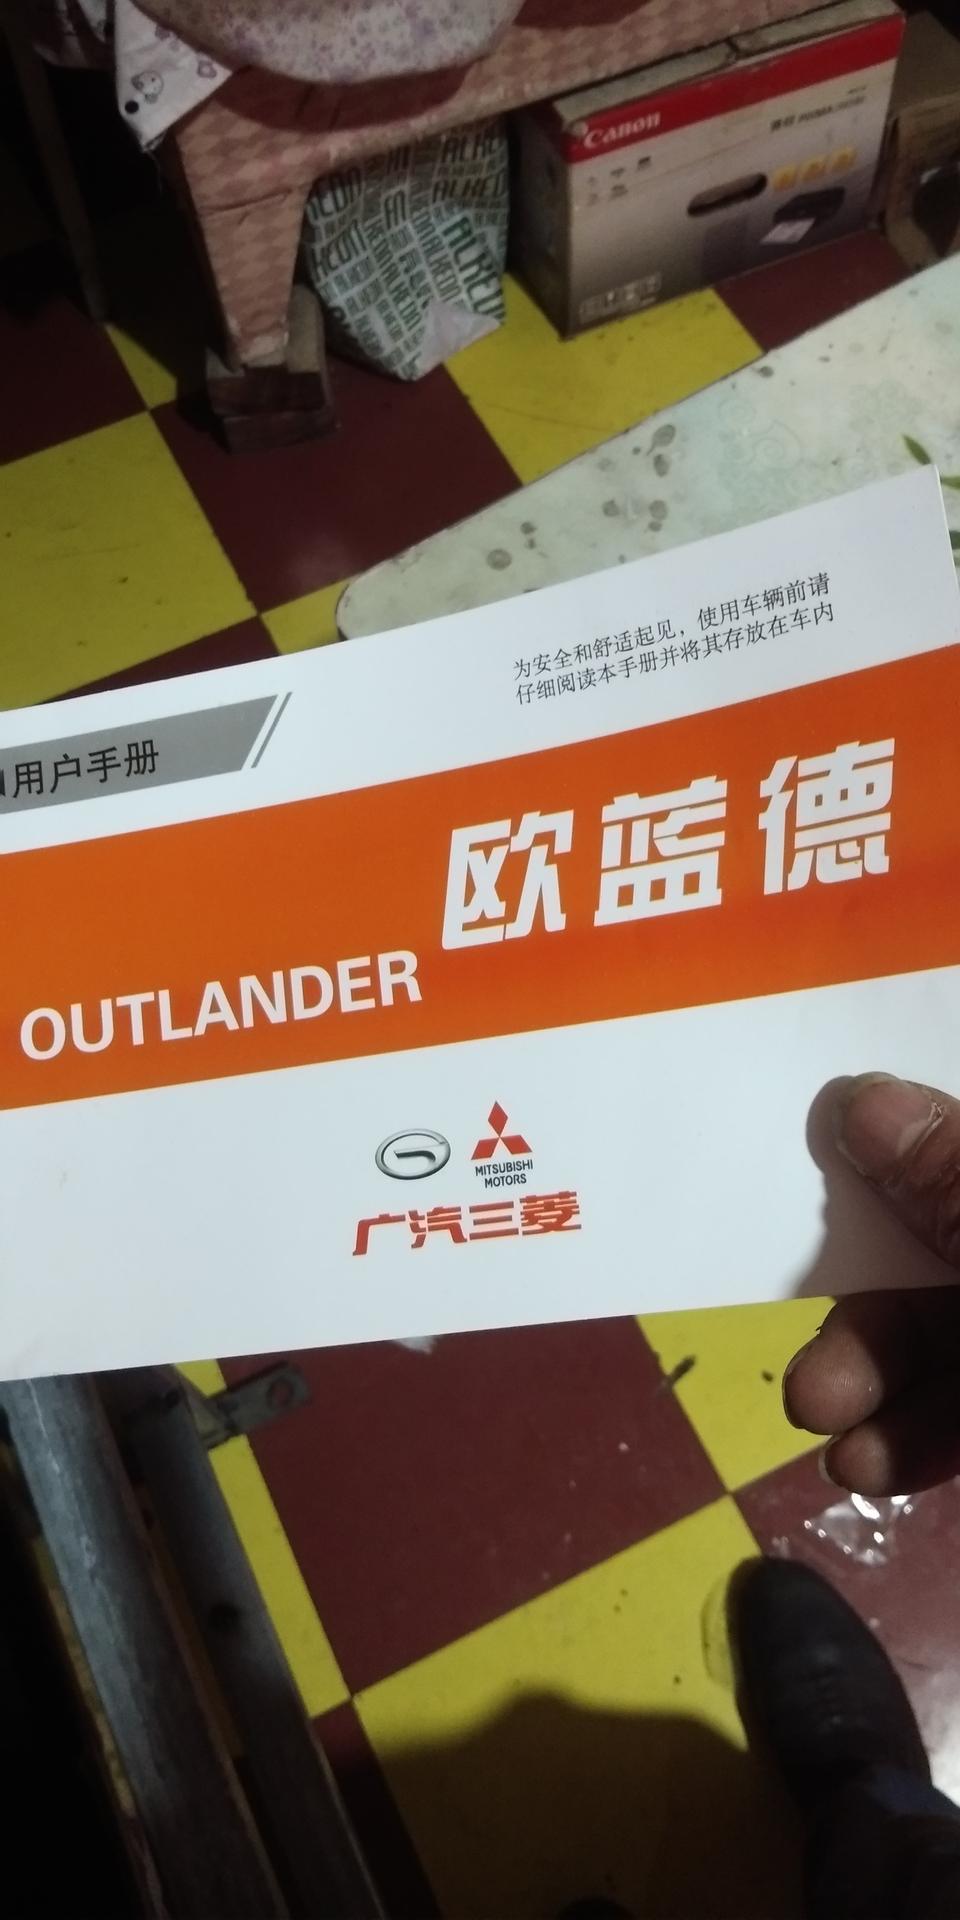 Canon
ALKEDA
为安全和舒适起见，使用车辆前请
仔细阅读本手册并将其存放在车内
用户手册
欧蓝德
OUTLANDER
MITSUBISHI
MOTORS
广汽三菱